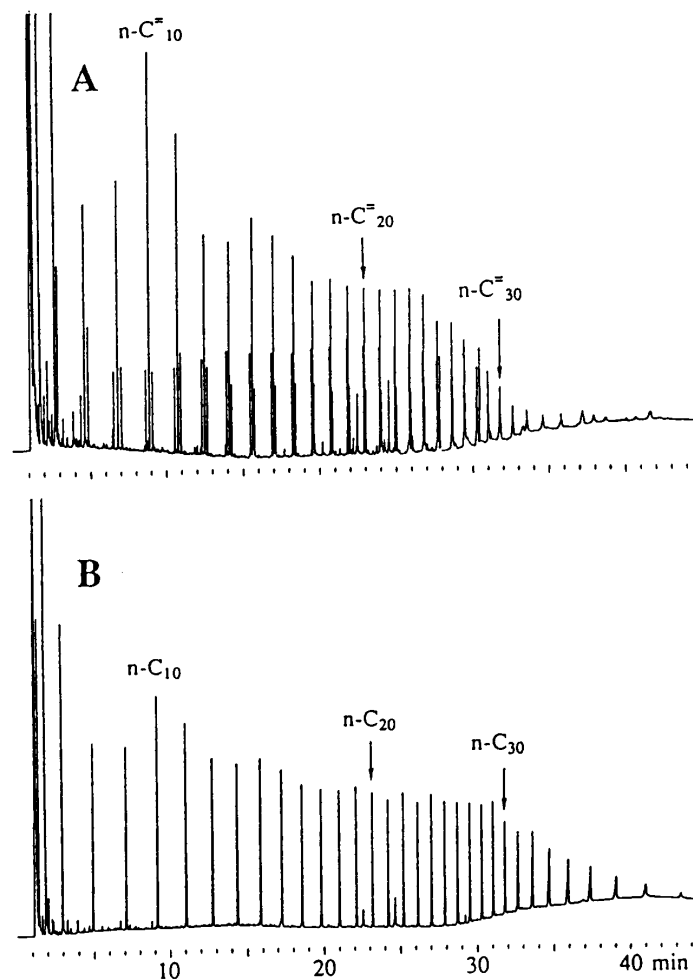 n-C⁼₁₀
A
n-C⁼₂₀
n-C⁼₃₀
B
n-C₁₀
n-C₂₀
n-C₃₀
10 20 30 40 min